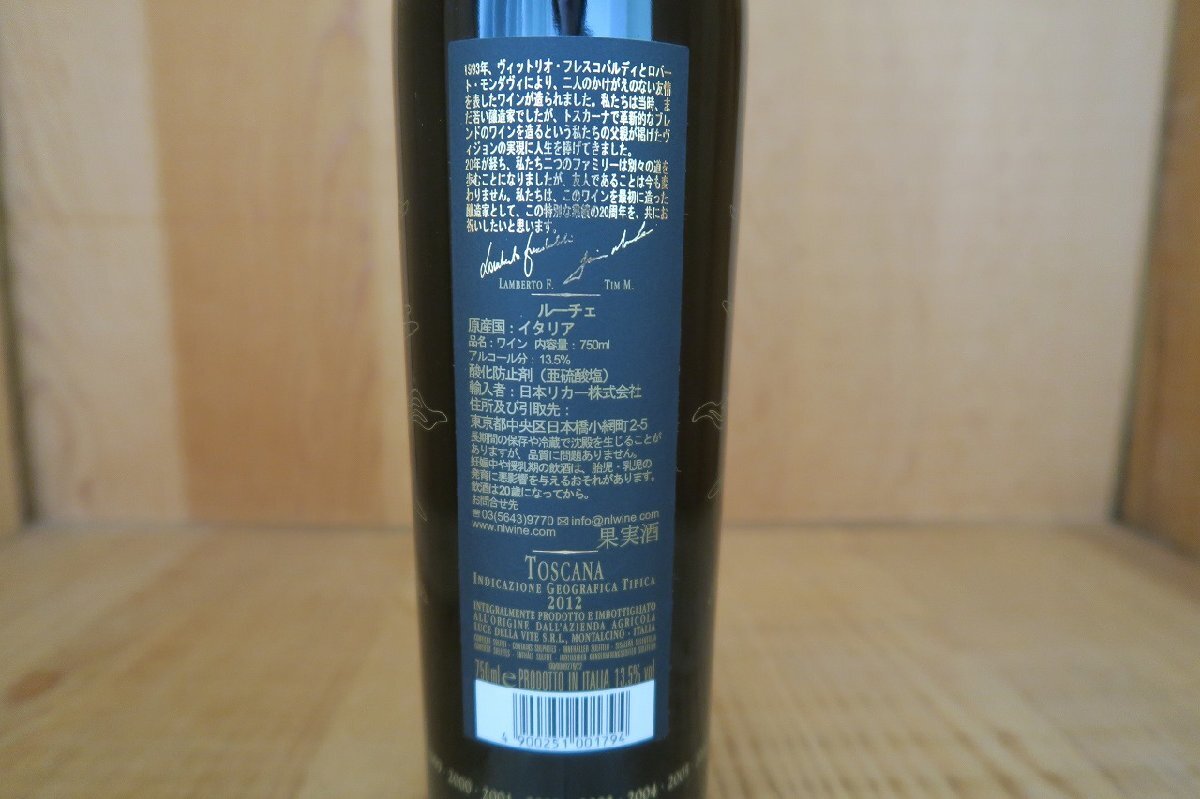 1993年、ヴィットリオ・フレスコバルディとロバー
ト・モンダヴィにより、二人のかけがえのない友情
を表したワインが造られました。私たちは当時、ま
だ若い醸造家でしたが、トスカーナで革新的なブレ
ンドのワインを造るという私たちの父親が掲げたヴ
ィジョンの実現に人生を捧げてきました。
20年が経ち、私たち二つのファミリーは別々の道を
歩むことになりましたが、友人であることは今も変
わりません。私たちは、このワインを最初に造った
醸造家として、この特別な収穫の20周年を、共にお
祝いしたいと思います。
LAMBERTO F. TIM M.
ルーチェ
原産国：イタリア
品名：ワイン 内容量：750ml
アルコール分：13.5%
酸化防止剤（亜硫酸塩）
輸入者：日本リカー株式会社
住所及び引取先：
東京都中央区日本橋小網町2-5
長期間の保存や冷蔵で沈殿を生じることが
ありますが、品質に問題ありません。
妊娠中や授乳期の飲酒は、胎児・乳児の
発育に悪影響を与えるおそれがあります。
飲酒は20歳になってから。
お問合せ先
☎03(5643)9770 ✉info@nlwine.com
www.nlwine.com 果実酒
TOSCANA
INDICAZIONE GEOGRAFICA TIPICA
2012
INTEGRALMENTE PRODOTTO E IMBOTTIGLIATO
ALL'ORIGINE DALL'AZIENDA AGRICOLA
LUCE DELLA VITE S.R.L., MONTALCINO - ITALIA
750ml e PRODOTTO IN ITALIA 13.5% vol
4 900251 001794
2000 · 2001 2004 · 2005